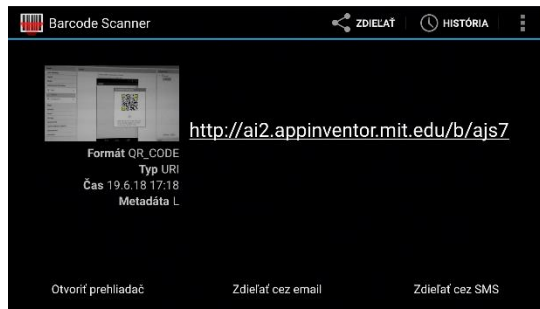 Barcode Scanner
ZDIEĽAŤ
HISTÓRIA
http://ai2.appinventor.mit.edu/b/ajs7
Formát QR_CODE
Typ URI
Čas 19.6.18 17:18
Metadáta L
Otvoriť prehliadač
Zdieľať cez email
Zdieľať cez SMS